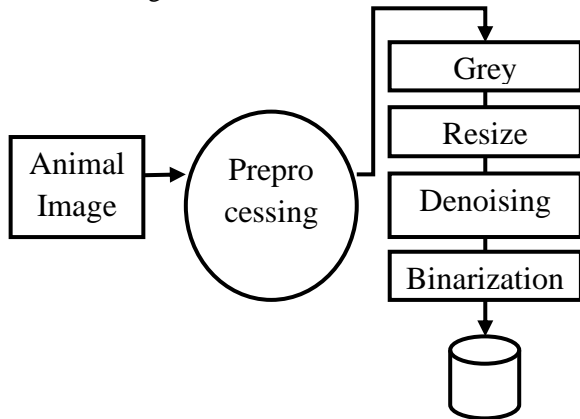 Animal
Image
Prepro
cessing
Grey
Resize
Denoising
Binarization